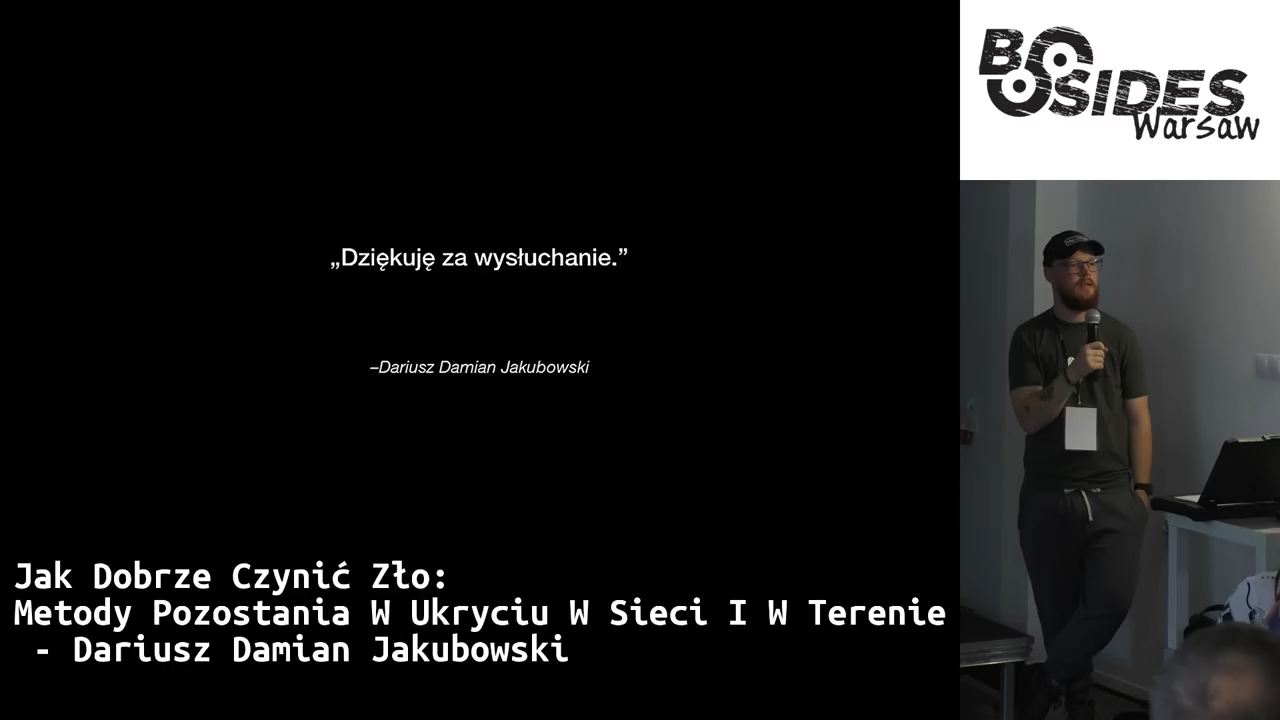 „Dziękuję za wysłuchanie.”
–Dariusz Damian Jakubowski
Jak Dobrze Czynić Zło:
Metody Pozostania W Ukryciu W Sieci I W Terenie
- Dariusz Damian Jakubowski
BSIDES
Warsaw